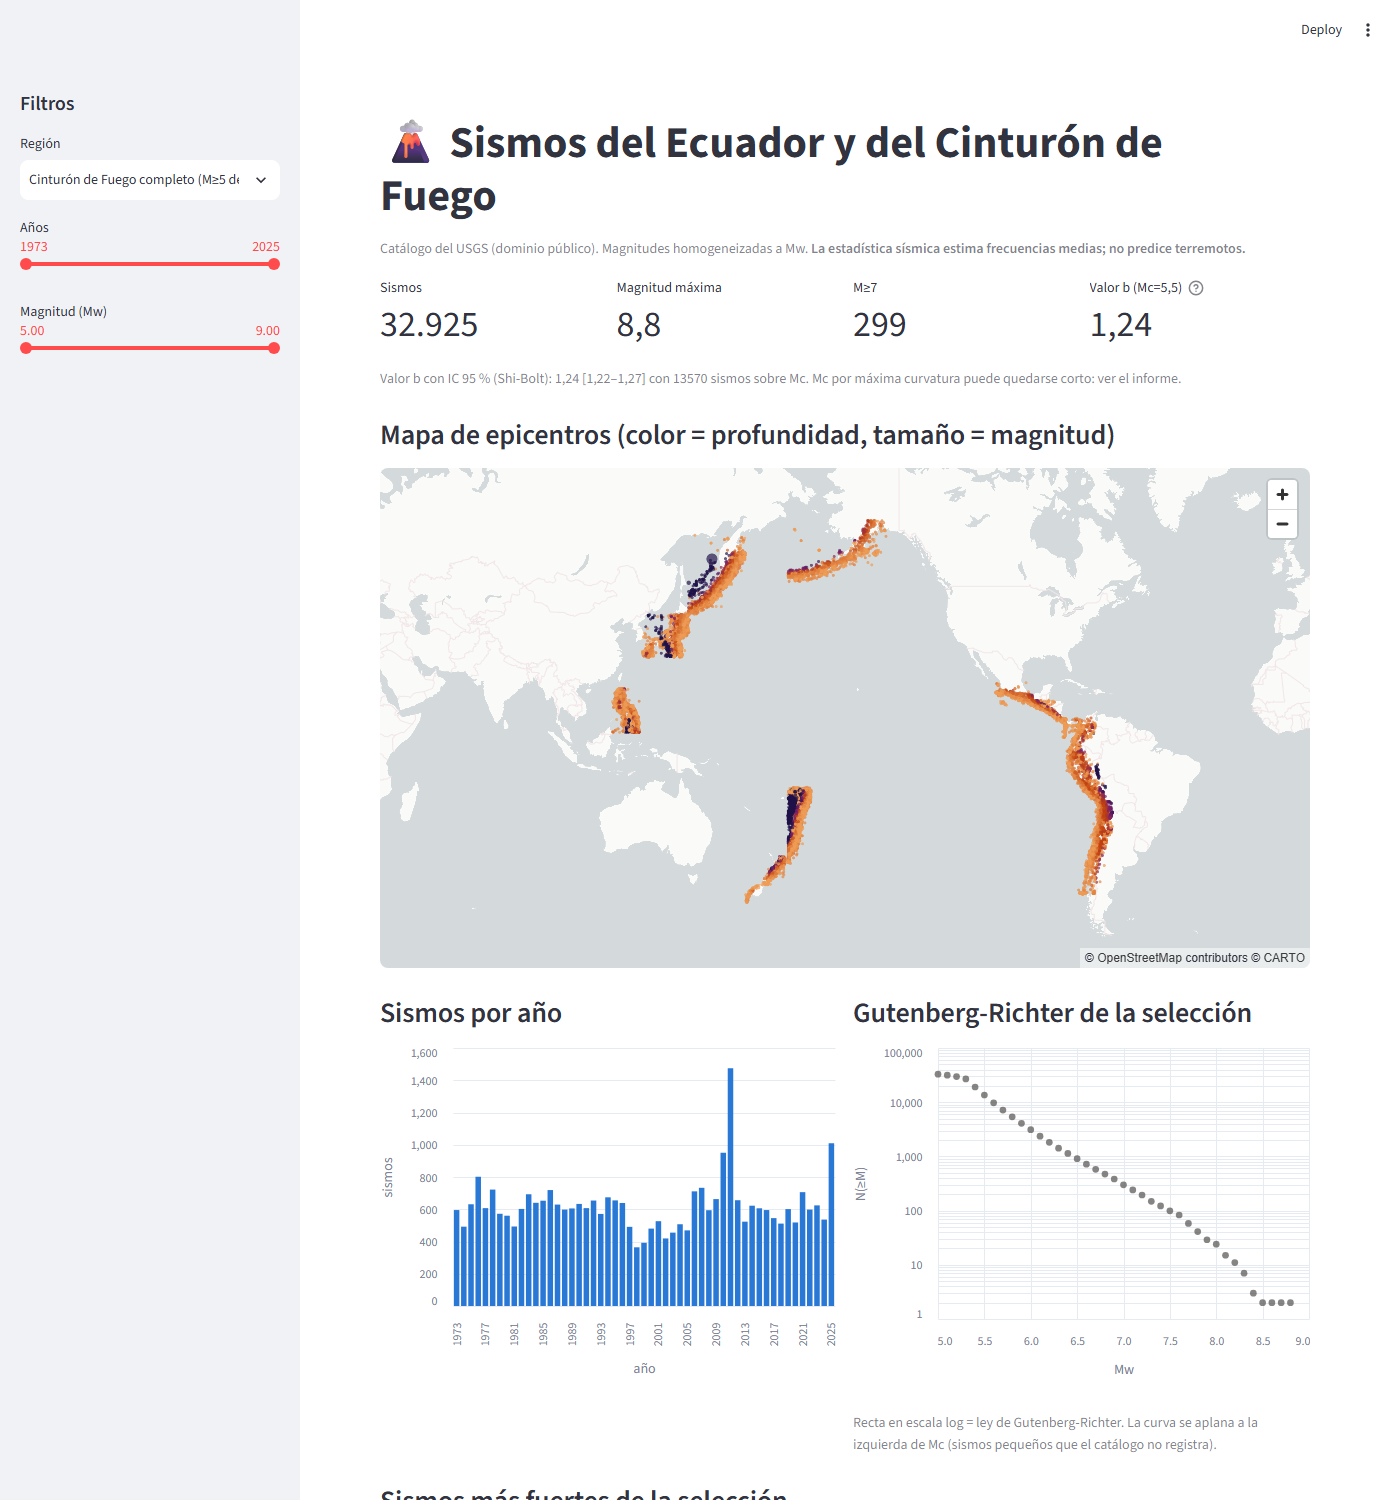 Deploy
Filtros
Región
Cinturón de Fuego completo (M≥5 de
Años
1973 2025
Magnitud (Mw)
5.00 9.00
Sismos del Ecuador y del Cinturón de
Fuego
Catálogo del USGS (dominio público). Magnitudes homogeneizadas a Mw. La estadística sísmica estima frecuencias medias; no predice terremotos.
Sismos
32.925
Magnitud máxima
8,8
M≥7
299
Valor b (Mc=5,5) ?
1,24
Valor b con IC 95 % (Shi-Bolt): 1,24 [1,22–1,27] con 13570 sismos sobre Mc. Mc por máxima curvatura puede quedarse corto: ver el informe.
Mapa de epicentros (color = profundidad, tamaño = magnitud)
+
−
© OpenStreetMap contributors © CARTO
Sismos por año
sismos
1,600
1,400
1,200
1,000
800
600
400
200
0
1973 1977 1981 1985 1989 1993 1997 2001 2005 2009 2013 2017 2021 2025
año
Gutenberg-Richter de la selección
N(≥M)
100,000
10,000
1,000
100
10
1
5.0 5.5 6.0 6.5 7.0 7.5 8.0 8.5 9.0
Mw
Recta en escala log = ley de Gutenberg-Richter. La curva se aplana a la
izquierda de Mc (sismos pequeños que el catálogo no registra).
Sismos más fuertes de la selección